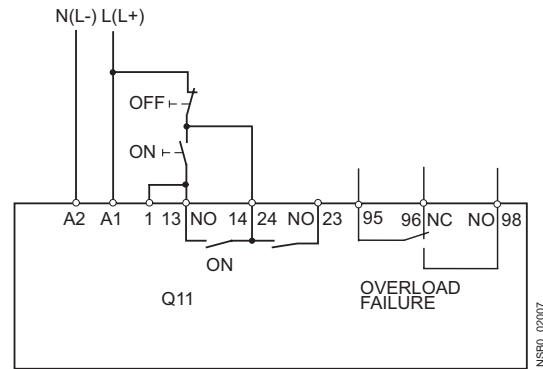 N(L-) L(L+)
OFF
ON
A2 A1 1 13 NO 14 24 NO 23 95 96 NC NO 98
ON
Q11
OVERLOAD
FAILURE
NSB0_02007